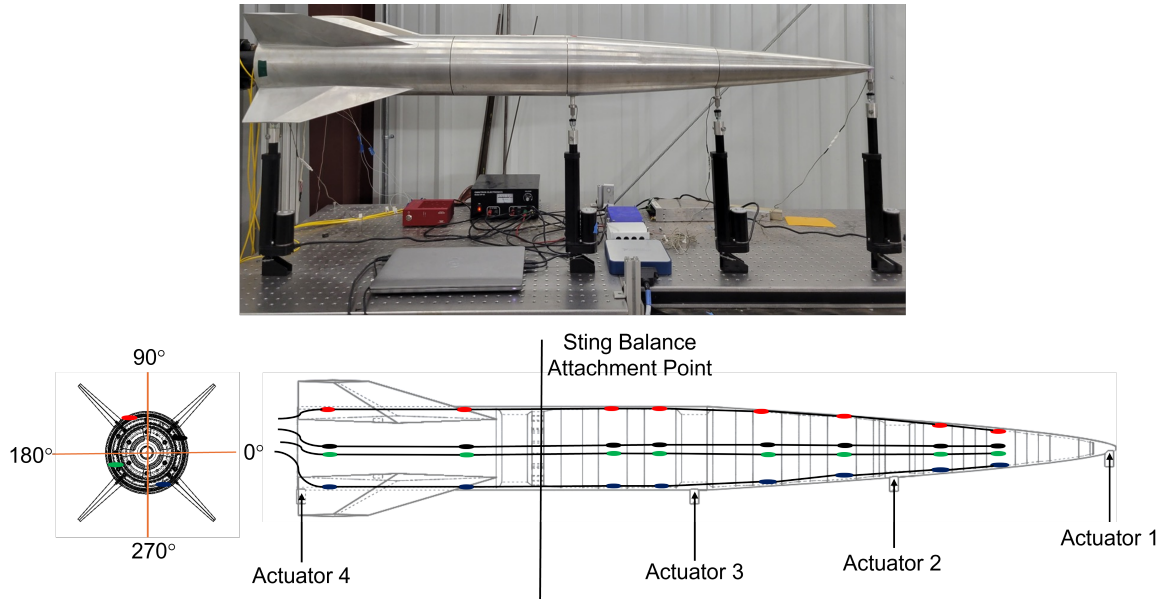 Sting Balance
Attachment Point
90°
180°
0°
270°
Actuator 1
Actuator 2
Actuator 3
Actuator 4